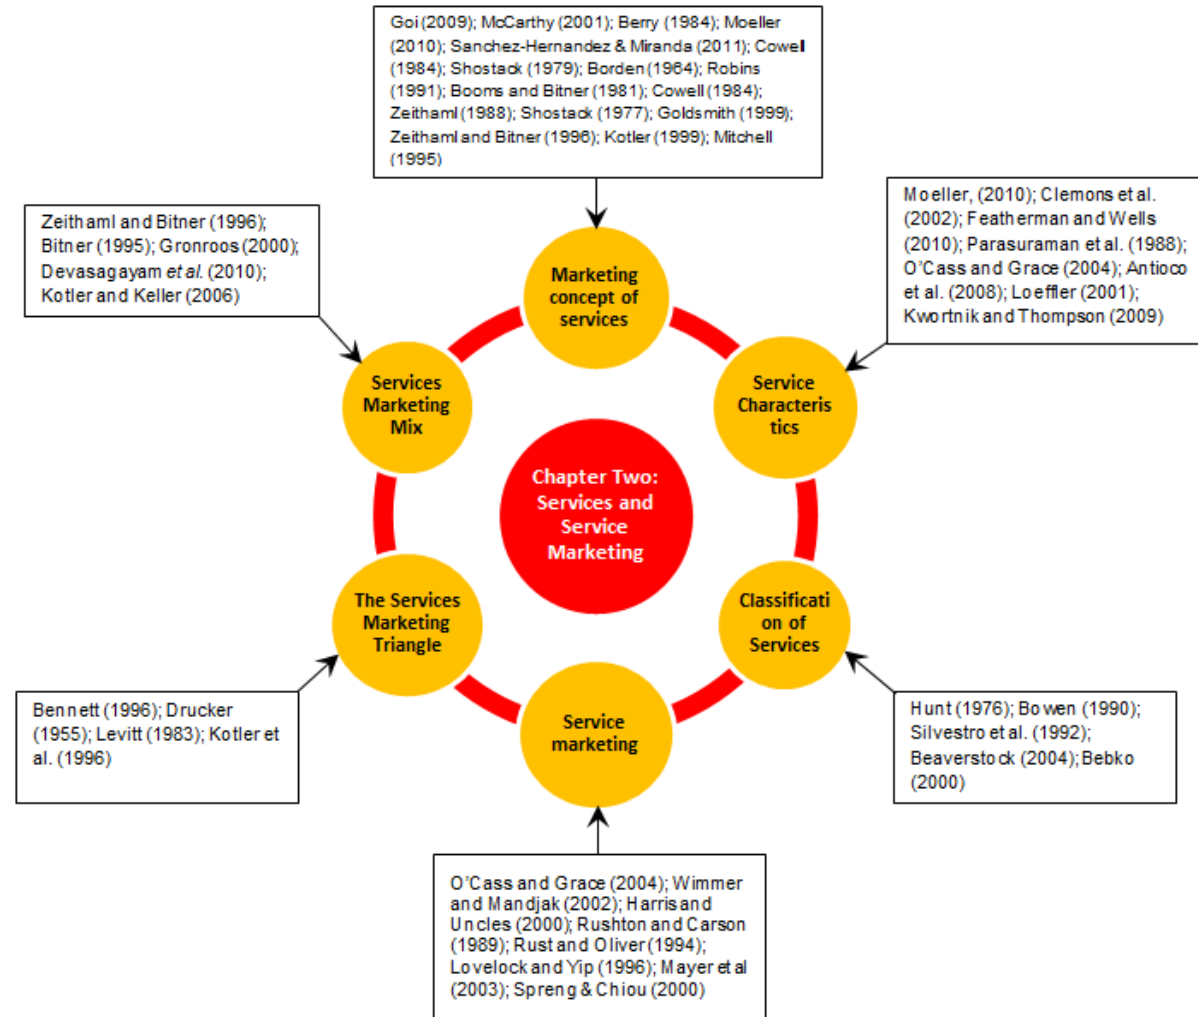 Goi (2009); McCarthy (2001); Berry (1984); Moeller
(2010); Sanchez-Hernandez & Miranda (2011); Cowell
(1984); Shostack (1979); Borden (1964); Robins
(1991); Booms and Bitner (1981); Cowell (1984);
Zeithaml (1988); Shostack (1977); Goldsmith (1999);
Zeithaml and Bitner (1996); Kotler (1999); Mitchell
(1995)
Moeller, (2010); Clemons et al.
(2002); Featherman and Wells
(2010); Parasuraman et al. (1988);
O'Cass and Grace (2004); Antioco
et al. (2008); Loeffler (2001);
Kwortnik and Thompson (2009)
Zeithaml and Bitner (1996);
Bitner (1995); Gronroos (2000);
Devasagayam et al. (2010);
Kotler and Keller (2006)
Marketing
concept of
services
Services
Marketing
Mix
Service
Characteris
tics
Chapter Two:
Services and
Service
Marketing
The Services
Marketing
Triangle
Classificati
on of
Services
Service
marketing
Bennett (1996); Drucker
(1955); Levitt (1983); Kotler et
al. (1996)
Hunt (1976); Bowen (1990);
Silvestro et al. (1992);
Beaverstock (2004); Bebko
(2000)
O'Cass and Grace (2004); Wimmer
and Mandjak (2002); Harris and
Uncles (2000); Rushton and Carson
(1989); Rust and Oliver (1994);
Lovelock and Yip (1996); Mayer et al
(2003); Spreng & Chiou (2000)